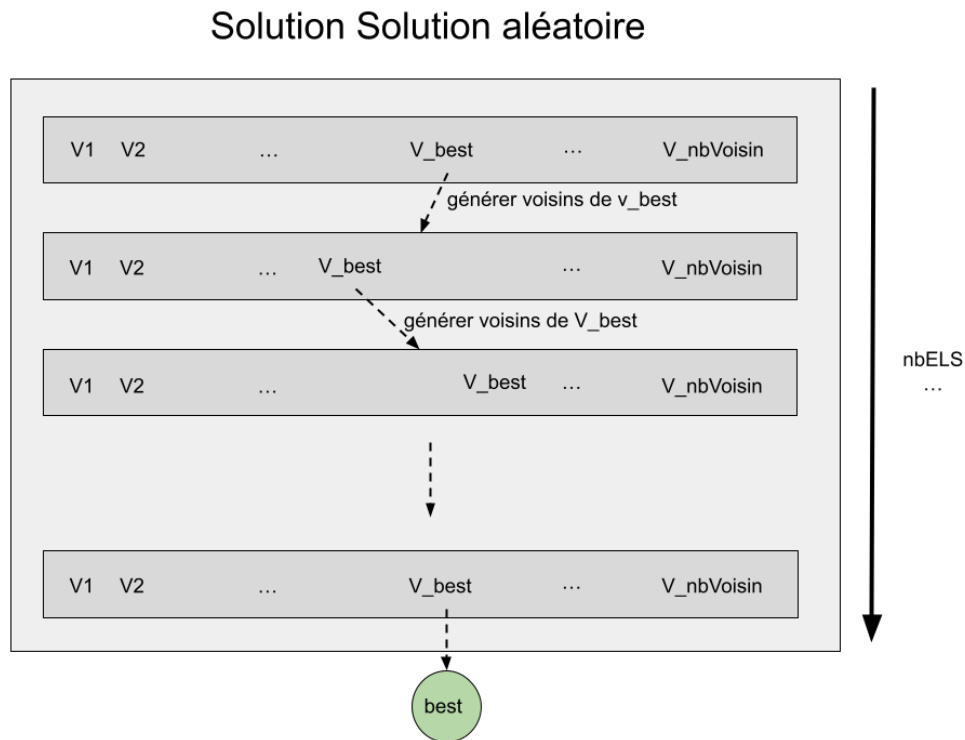 Solution Solution aléatoire
V1 V2 … V_best … V_nbVoisin
générer voisins de v_best
V1 V2 … V_best … V_nbVoisin
générer voisins de V_best
V1 V2 … V_best … V_nbVoisin
nbELS
…
V1 V2 … V_best … V_nbVoisin
best